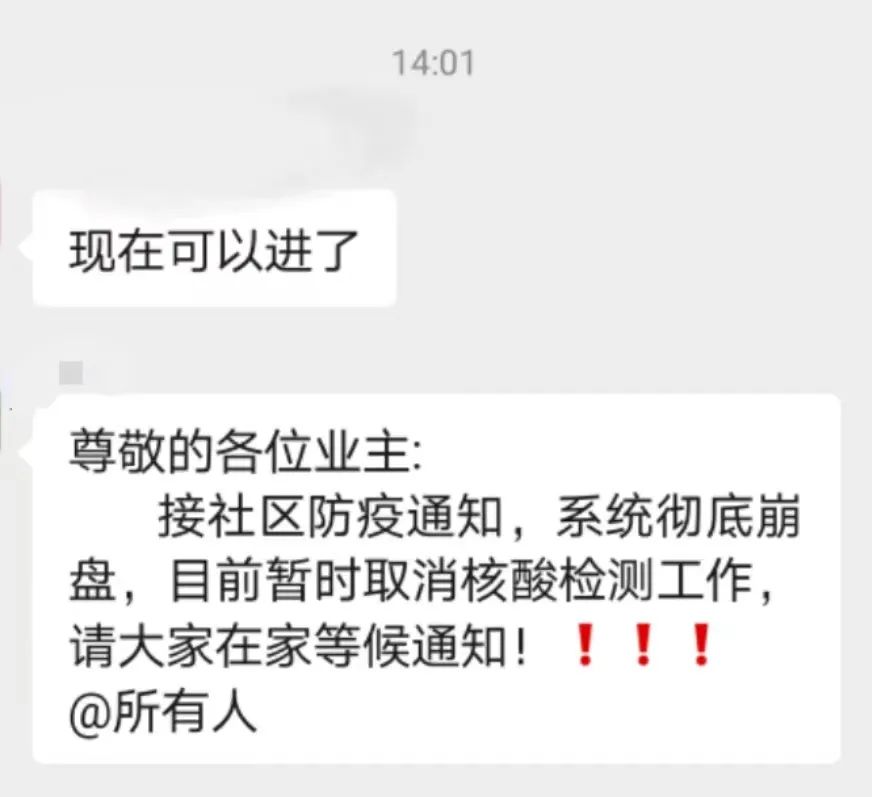 14:01
现在可以进了
尊敬的各位业主:
接社区防疫通知，系统彻底崩
盘，目前暂时取消核酸检测工作，
请大家在家等候通知！❗❗❗
@所有人